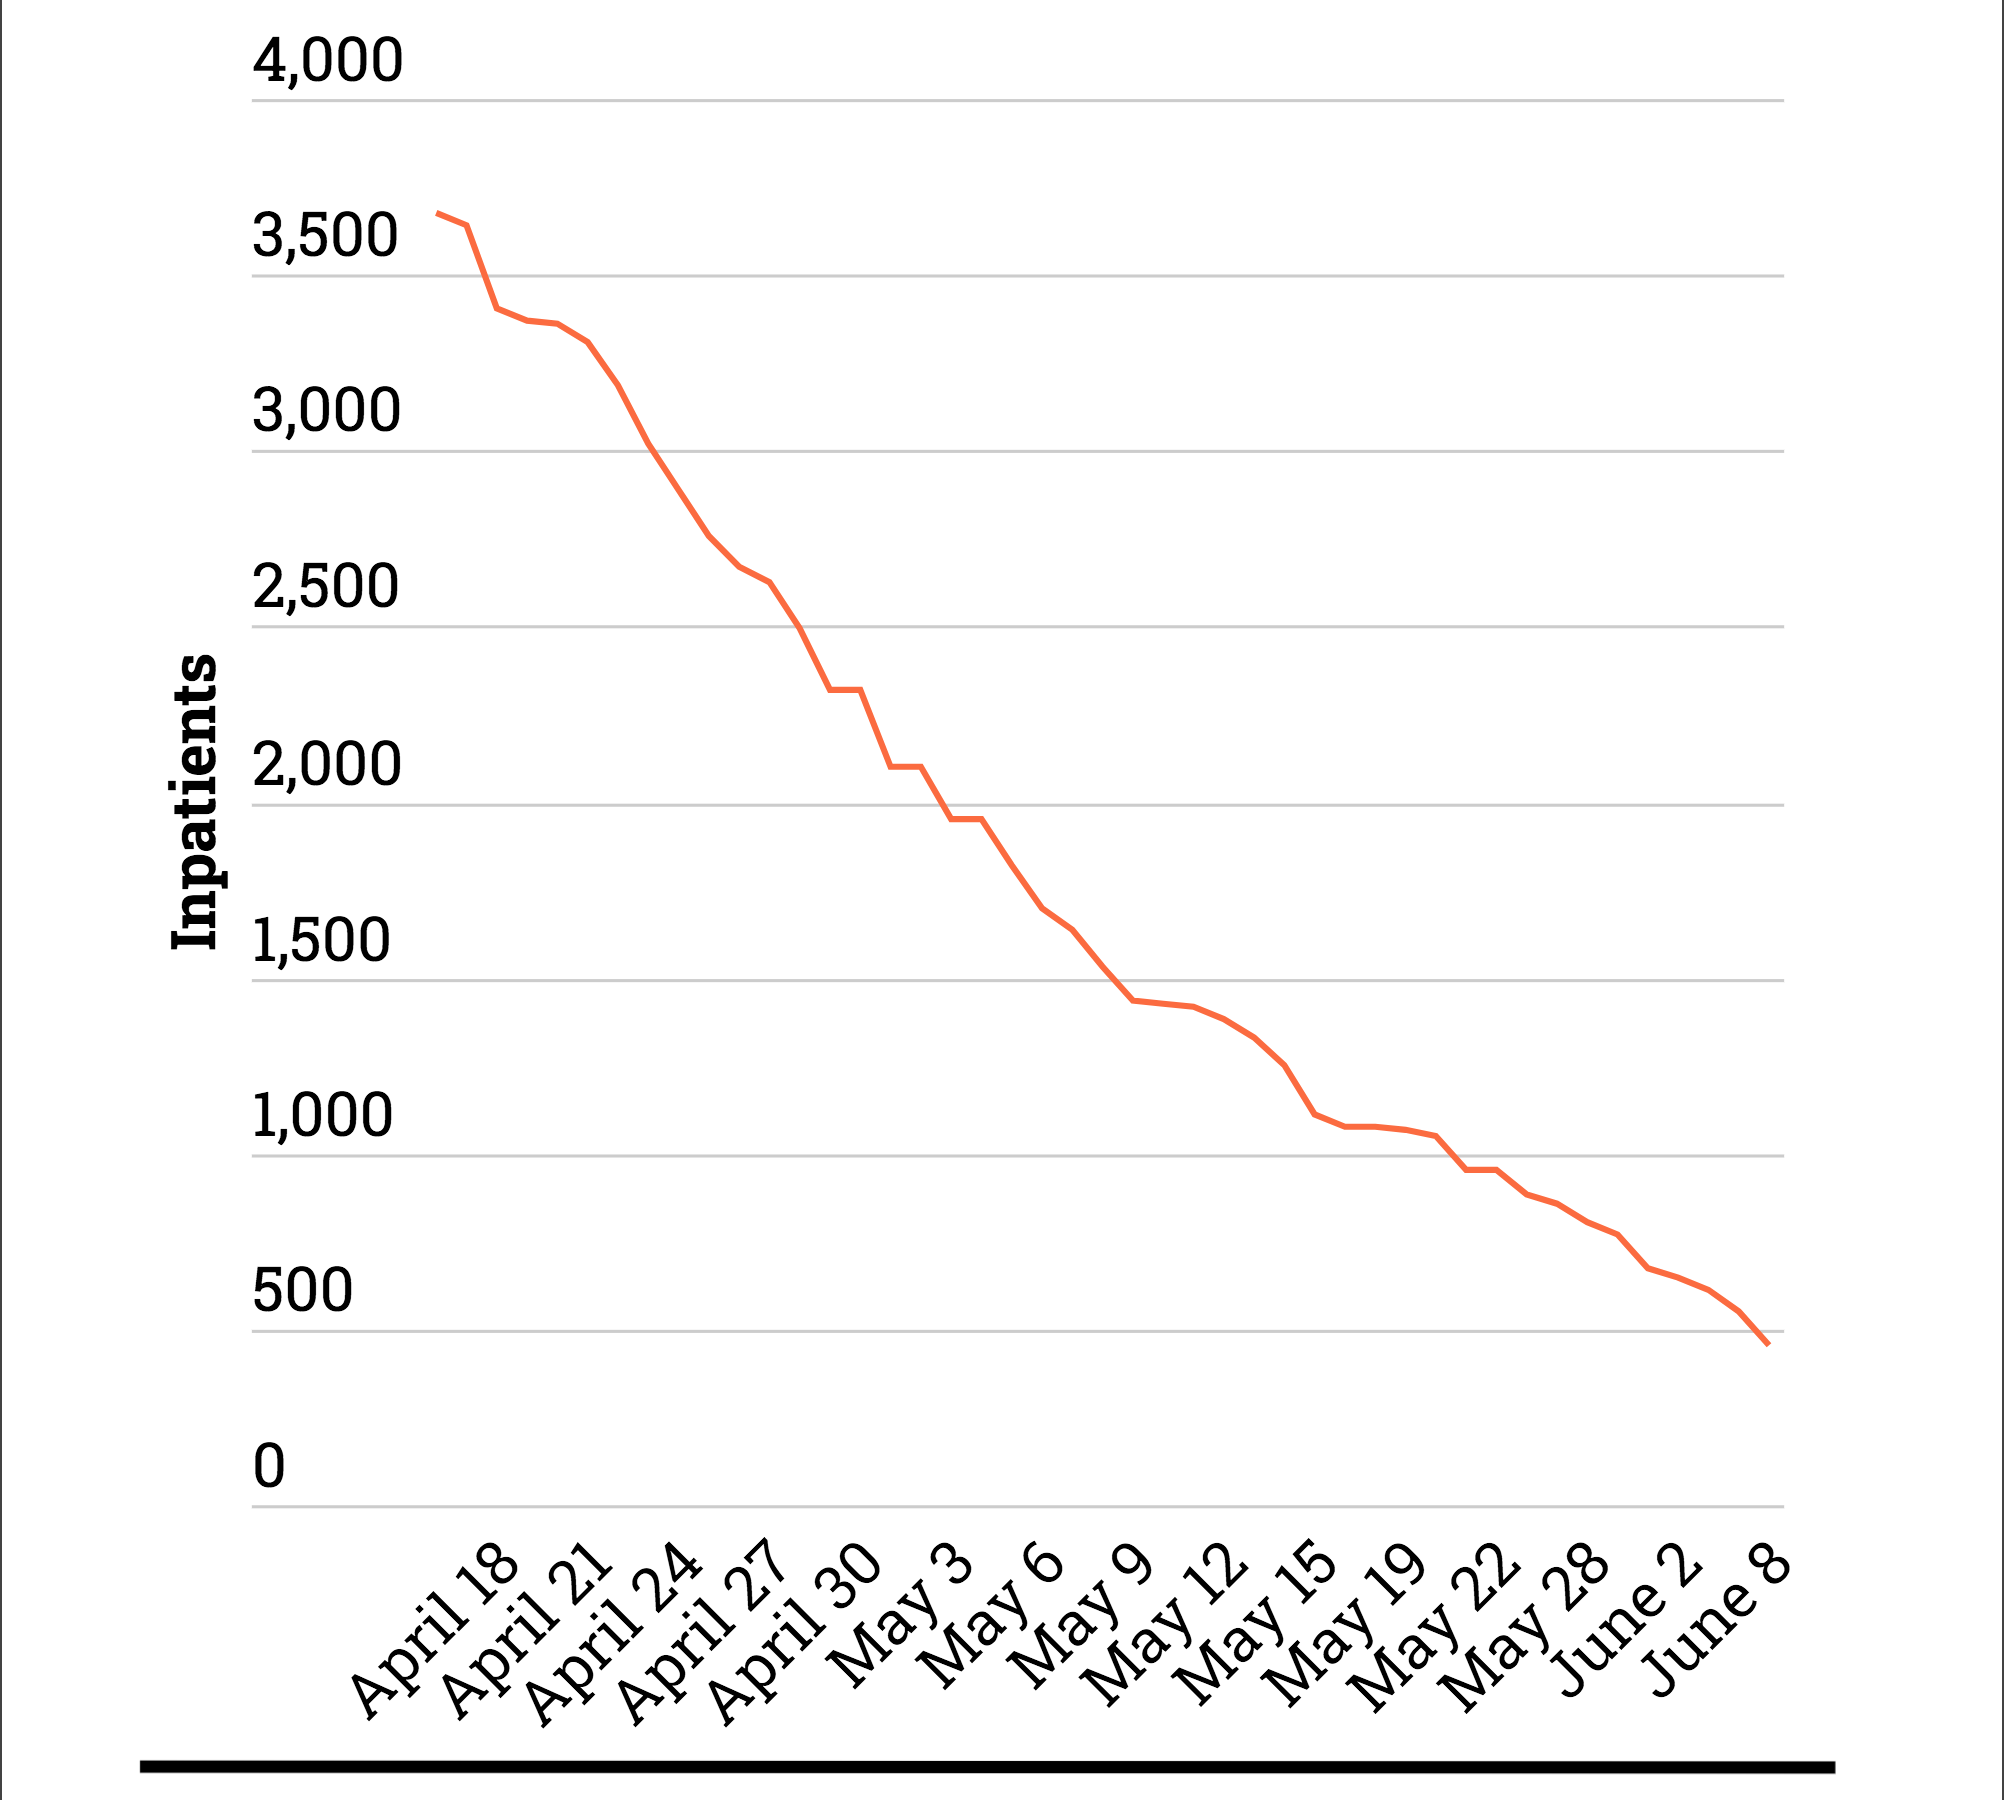 4,000
3,500
3,000
2,500
2,000
1,500
1,000
500
0
Inpatients
April 18
April 21
April 24
April 27
April 30
May 3
May 6
May 9
May 12
May 15
May 19
May 22
May 28
June 2
June 8